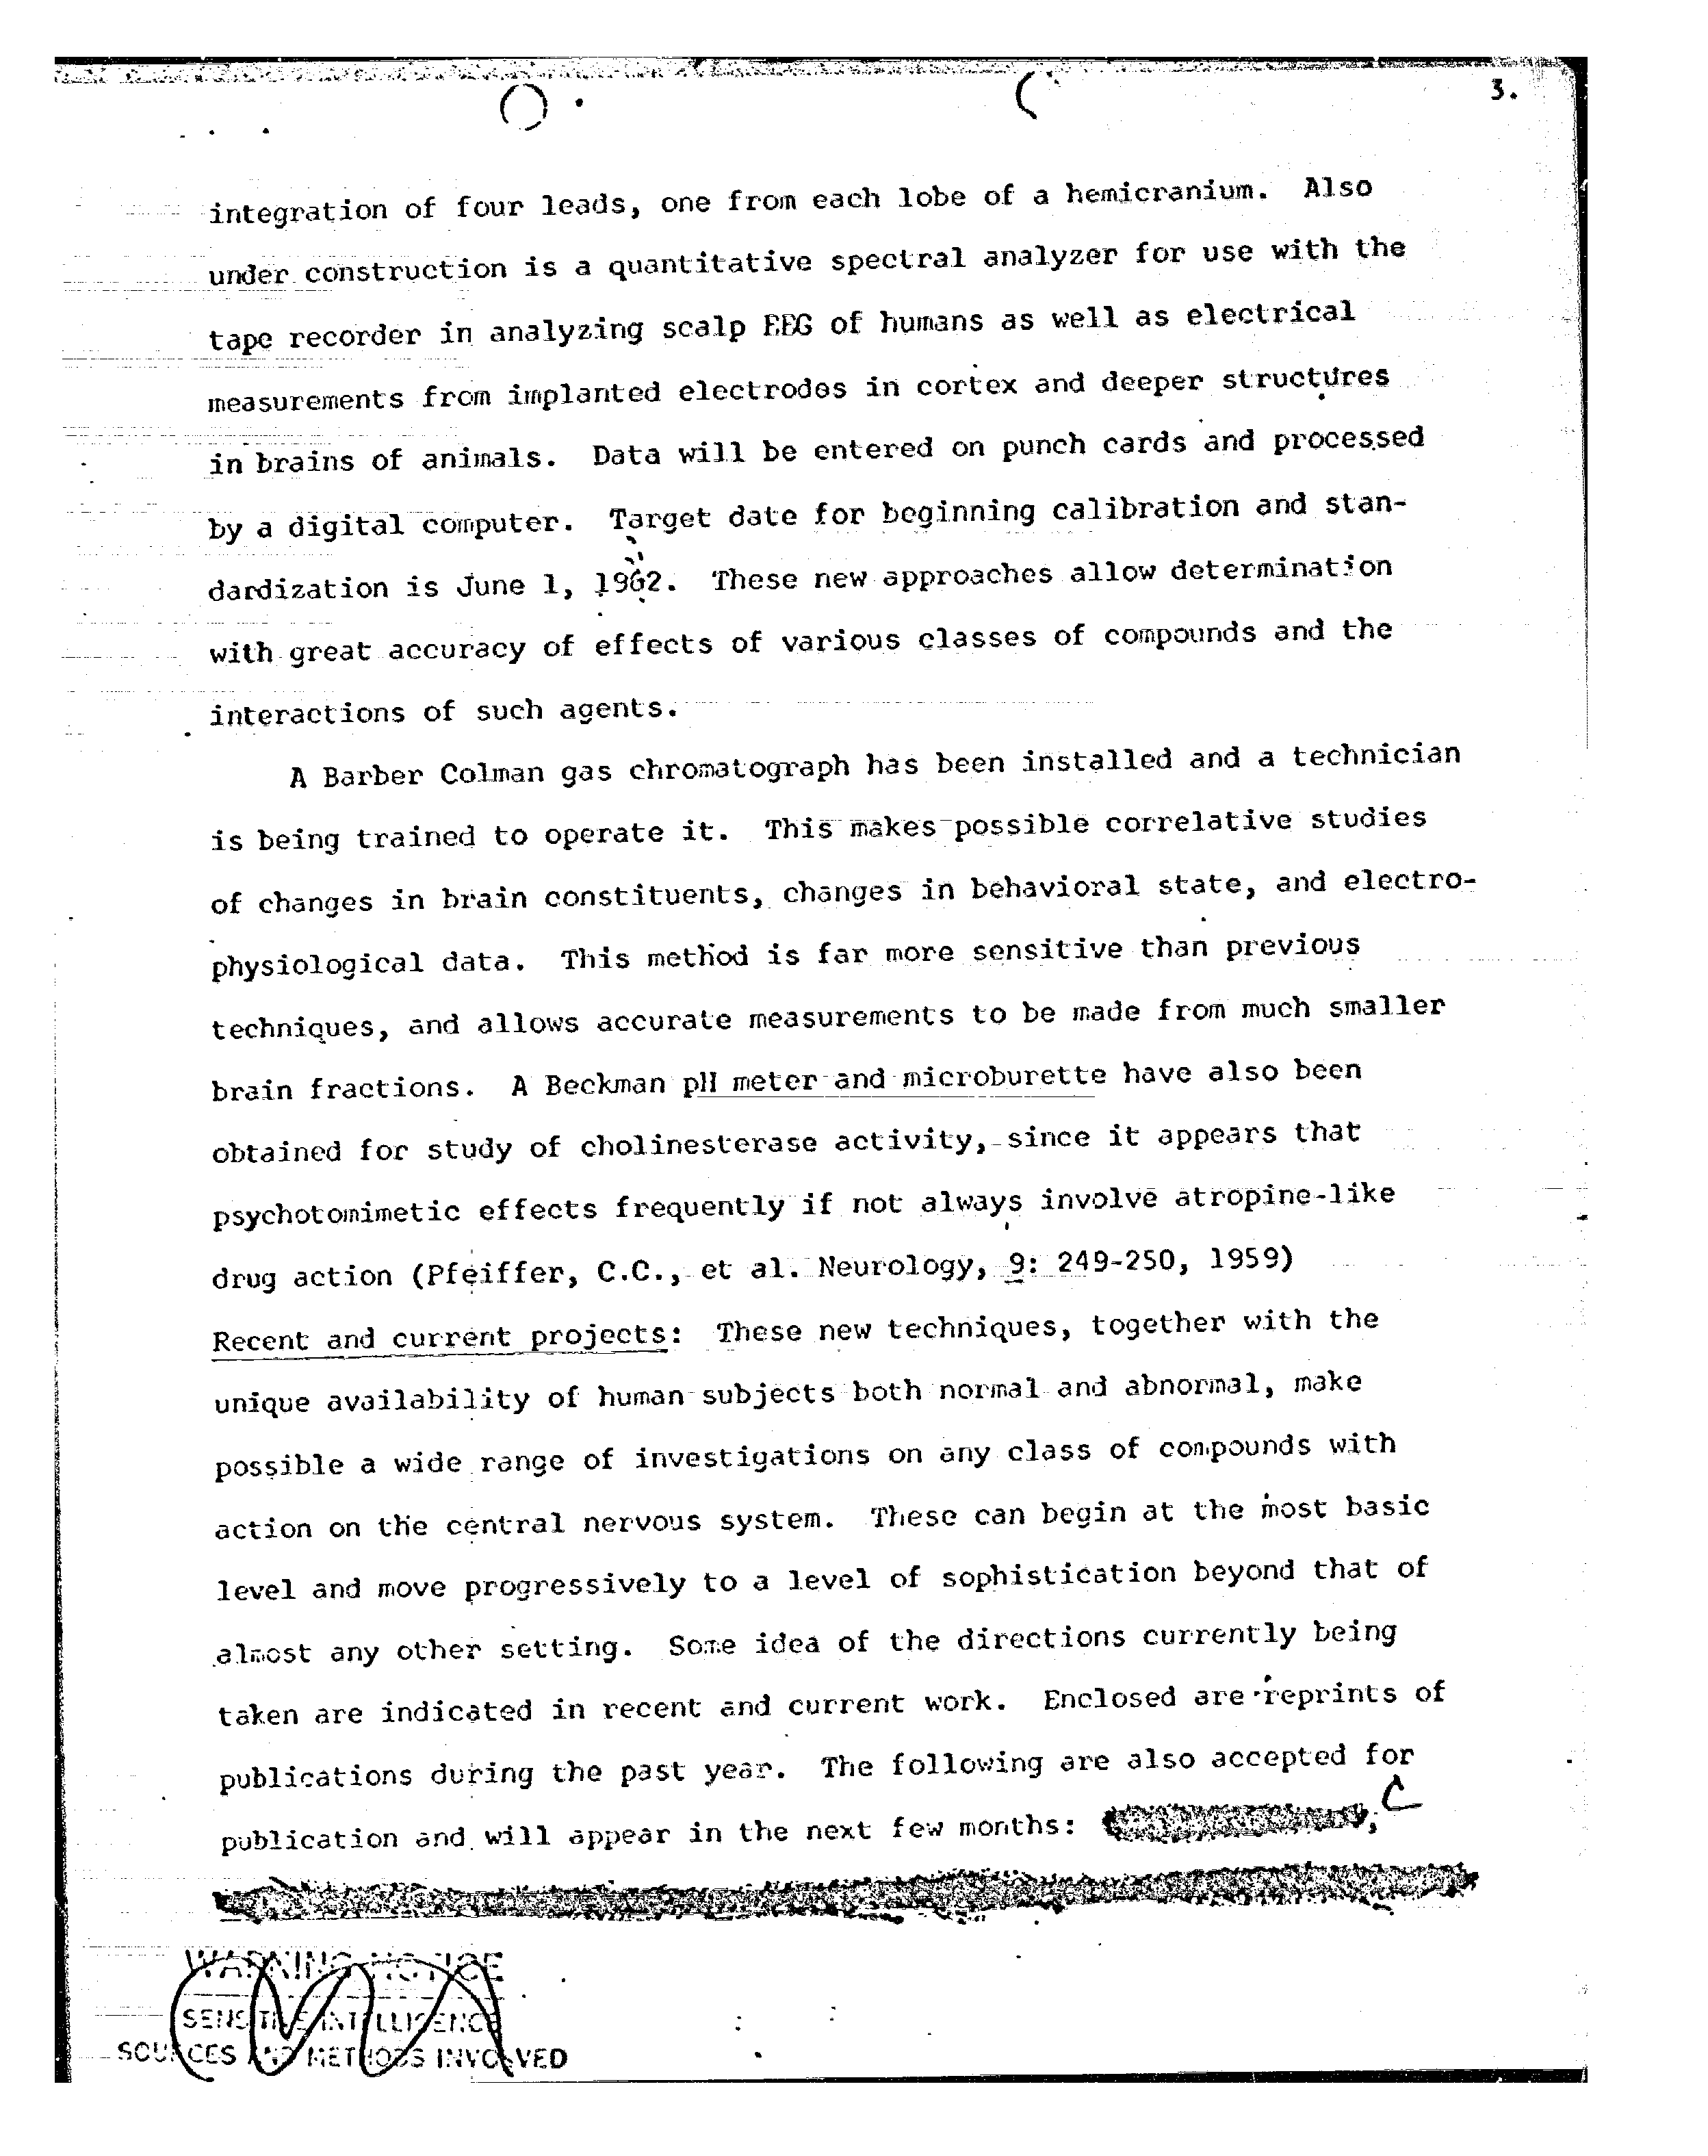 3.
integration of four leads, one from each lobe of a hemicranium. Also
under construction is a quantitative spectral analyzer for use with the
tape recorder in analyzing scalp EEG of humans as well as electrical
measurements from implanted electrodes in cortex and deeper structures
in brains of animals. Data will be entered on punch cards and processed
by a digital computer. Target date for beginning calibration and stan-
dardization is June 1, 1962. These new approaches allow determination
with great accuracy of effects of various classes of compounds and the
interactions of such agents.
A Barber Colman gas chromatograph has been installed and a technician
is being trained to operate it. This makes possible correlative studies
of changes in brain constituents, changes in behavioral state, and electro-
physiological data. This method is far more sensitive than previous
techniques, and allows accurate measurements to be made from much smaller
brain fractions. A Beckman pH meter and microburette have also been
obtained for study of cholinesterase activity, since it appears that
psychotomimetic effects frequently if not always involve atropine-like
drug action (Pfeiffer, C.C., et al. Neurology, 9: 249-250, 1959)
Recent and current projects: These new techniques, together with the
unique availability of human subjects both normal and abnormal, make
possible a wide range of investigations on any class of compounds with
action on the central nervous system. These can begin at the most basic
level and move progressively to a level of sophistication beyond that of
almost any other setting. Some idea of the directions currently being
taken are indicated in recent and current work. Enclosed are reprints of
publications during the past year. The following are also accepted for
C
publication and will appear in the next few months:
WARNING NOTICE
SENSITIVE INTELLIGENCE
SOURCES AND METHODS INVOLVED